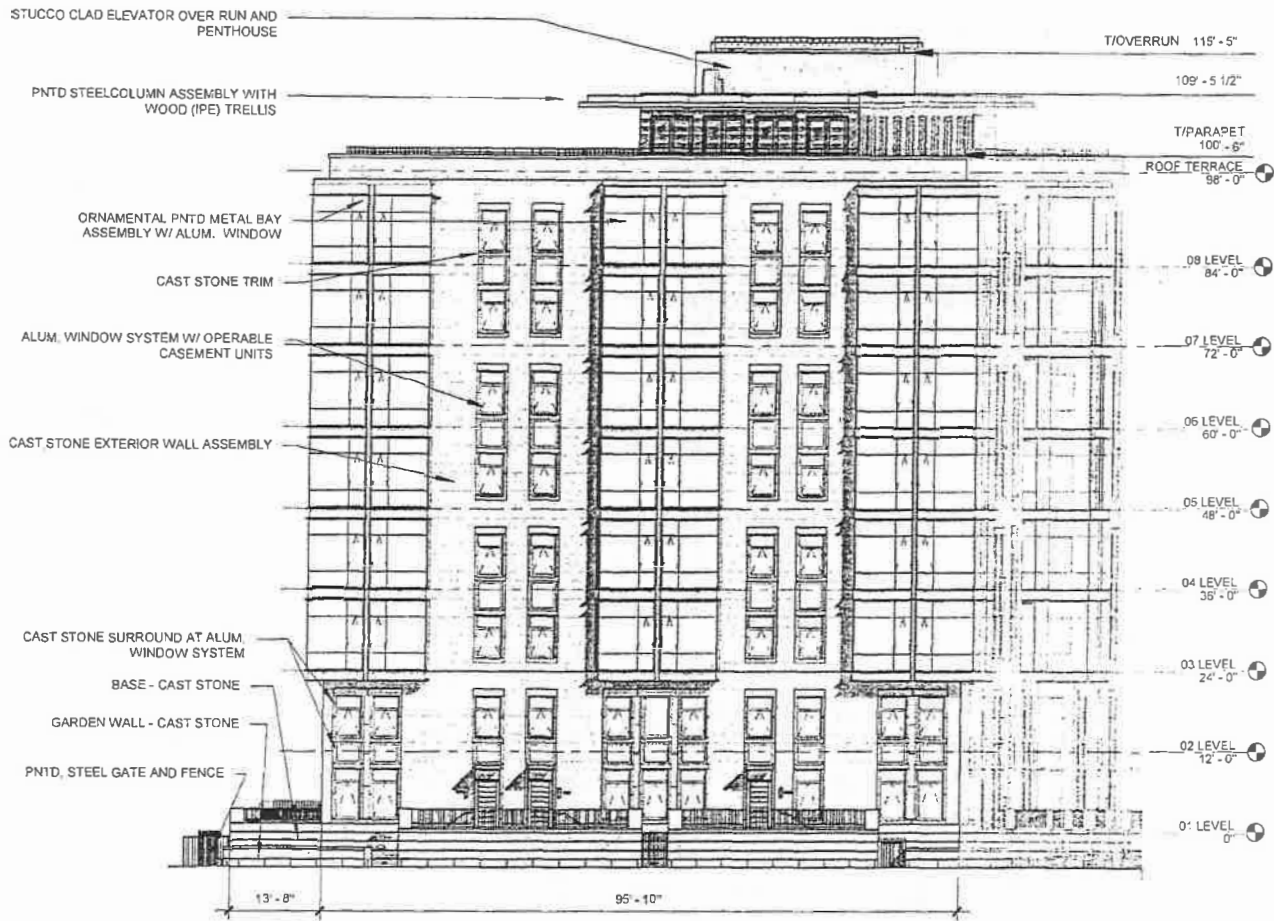 STUCCO CLAD ELEVATOR OVER RUN AND
PENTHOUSE
PNTD STEELCOLUMN ASSEMBLY WITH
WOOD (IPE) TRELLIS
ORNAMENTAL PNTD METAL BAY
ASSEMBLY W/ ALUM. WINDOW
CAST STONE TRIM
ALUM. WINDOW SYSTEM W/ OPERABLE
CASEMENT UNITS
CAST STONE EXTERIOR WALL ASSEMBLY
CAST STONE SURROUND AT ALUM.
WINDOW SYSTEM
BASE - CAST STONE
GARDEN WALL - CAST STONE
PNTD. STEEL GATE AND FENCE
T/OVERRUN 115' - 5"
109' - 5 1/2"
T/PARAPET
100' - 6"
ROOF TERRACE
98' - 0"
08 LEVEL
84' - 0"
07 LEVEL
72' - 0"
06 LEVEL
60' - 0"
05 LEVEL
48' - 0"
04 LEVEL
36' - 0"
03 LEVEL
24' - 0"
02 LEVEL
12' - 0"
01 LEVEL
0"
13' - 8"
95' - 10"